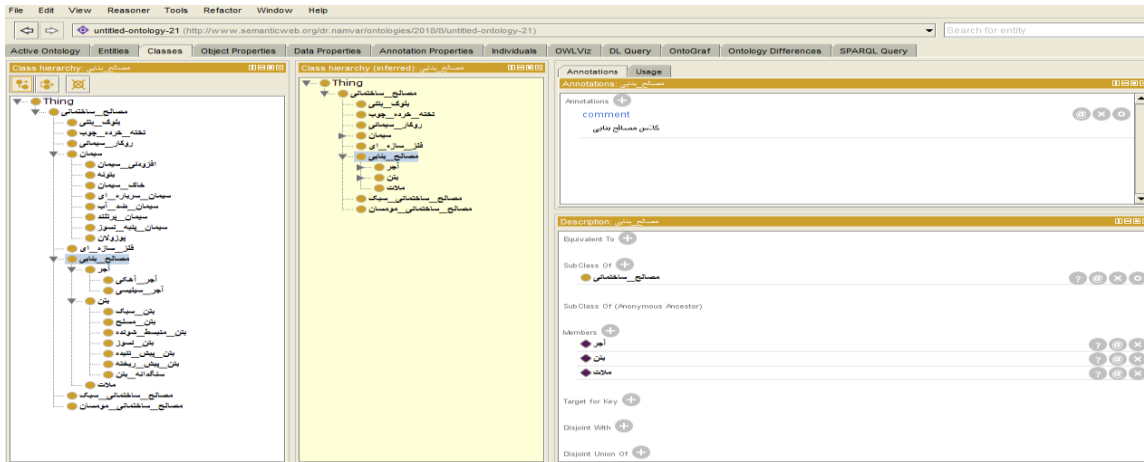 File Edit View Reasoner Tools Refactor Window Help
untitled-ontology-21 (http://www.semanticweb.org/dr.namvar/ontologies/2018/8/untitled-ontology-21)
Search for entity
Active Ontology Entities Classes Object Properties Data Properties Annotation Properties Individuals OWLViz DL Query OntoGraf Ontology Differences SPARQL Query
Class hierarchy: مصالح_بنایی
Thing
مصالح_ساختمانی
بلوک_بتنی
تخته_خرده_چوب
روکار_سیمانی
سیمان
افزودنی_سیمان
بتونه
خاک_سیمان
سیمان_سرباره_ای
سیمان_ضد_آب
سیمان_پرتلند
سیمان_پنبه_نسوز
پوزولان
فلز_سازه_ای
مصالح_بنایی
آجر
آجر_آهکی
آجر_سیلیسی
بتن
بتن_سبک
بتن_مسلح
بتن_منبسط_شونده
بتن_نسوز
بتن_پیش_تنیده
بتن_پیش_ریخته
سنگدانه_بتن
ملات
مصالح_ساختمانی_سبک
مصالح_ساختمانی_مومسان
Class hierarchy (inferred): مصالح_بنایی
Thing
مصالح_ساختمانی
بلوک_بتنی
تخته_خرده_چوب
روکار_سیمانی
سیمان
فلز_سازه_ای
مصالح_بنایی
آجر
بتن
ملات
مصالح_ساختمانی_سبک
مصالح_ساختمانی_مومسان
Annotations Usage
Annotations: مصالح_بنایی
Annotations
comment
کلاس مصالح بنایی
Description: مصالح_بنایی
Equivalent To
SubClass Of
مصالح_ساختمانی
SubClass Of (Anonymous Ancestor)
Members
آجر
بتن
ملات
Target for Key
Disjoint With
Disjoint Union Of